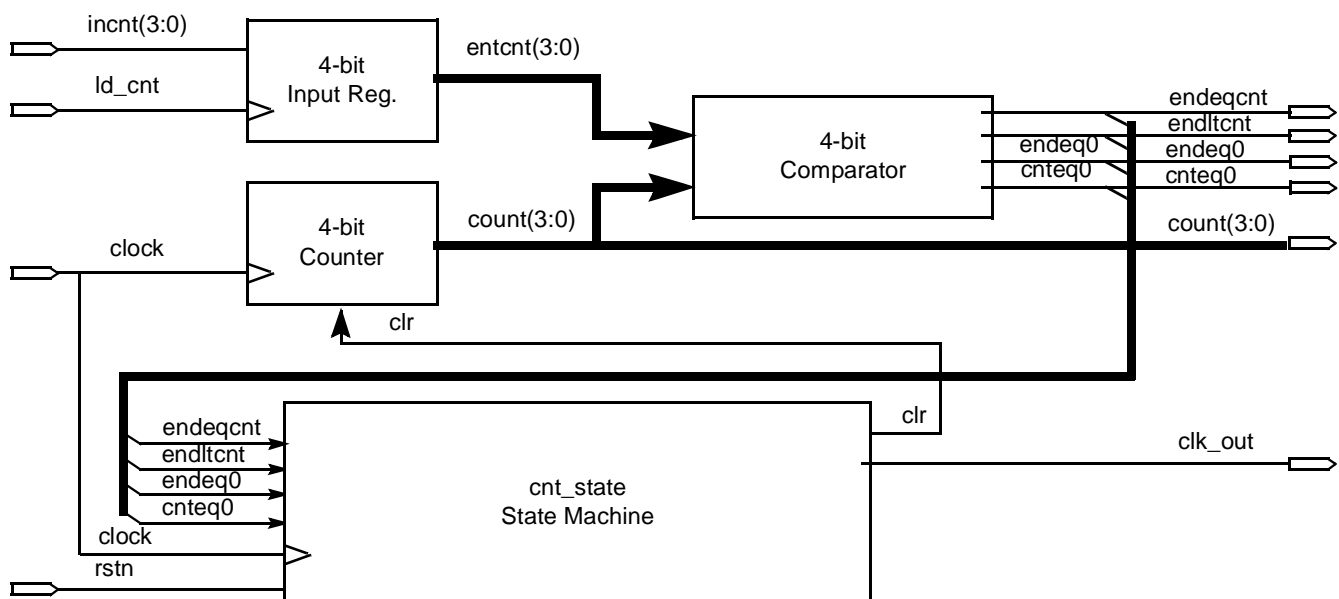 incnt(3:0)
ld_cnt
4-bit
Input Reg.
entcnt(3:0)
4-bit
Comparator
endeqcnt
endltcnt
endeq0
endeq0
cnteq0
cnteq0
4-bit
Counter
count(3:0)
count(3:0)
clock
clr
clr
endeqcnt
endltcnt
endeq0
cnteq0
clock
rstn
cnt_state
State Machine
clk_out